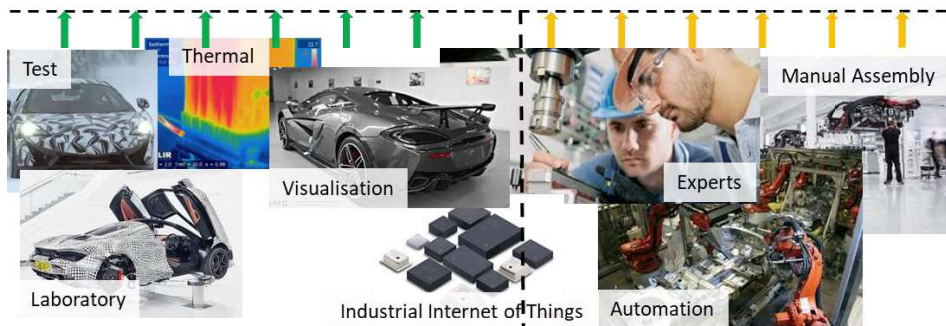 Test
Thermal
Manual Assembly
Visualisation
Experts
Laboratory
Industrial Internet of Things
Automation